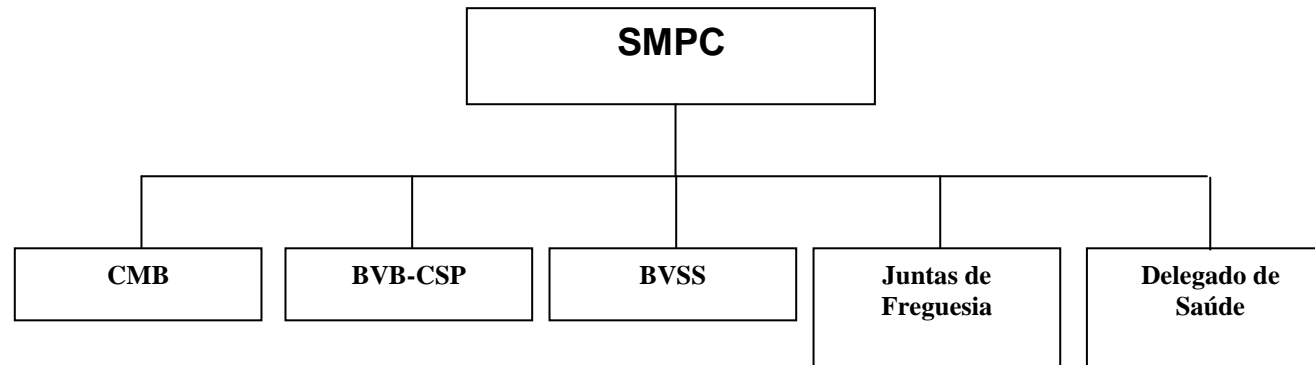 SMPC
CMB
BVB-CSP
BVSS
Juntas de
Freguesia
Delegado de
Saúde